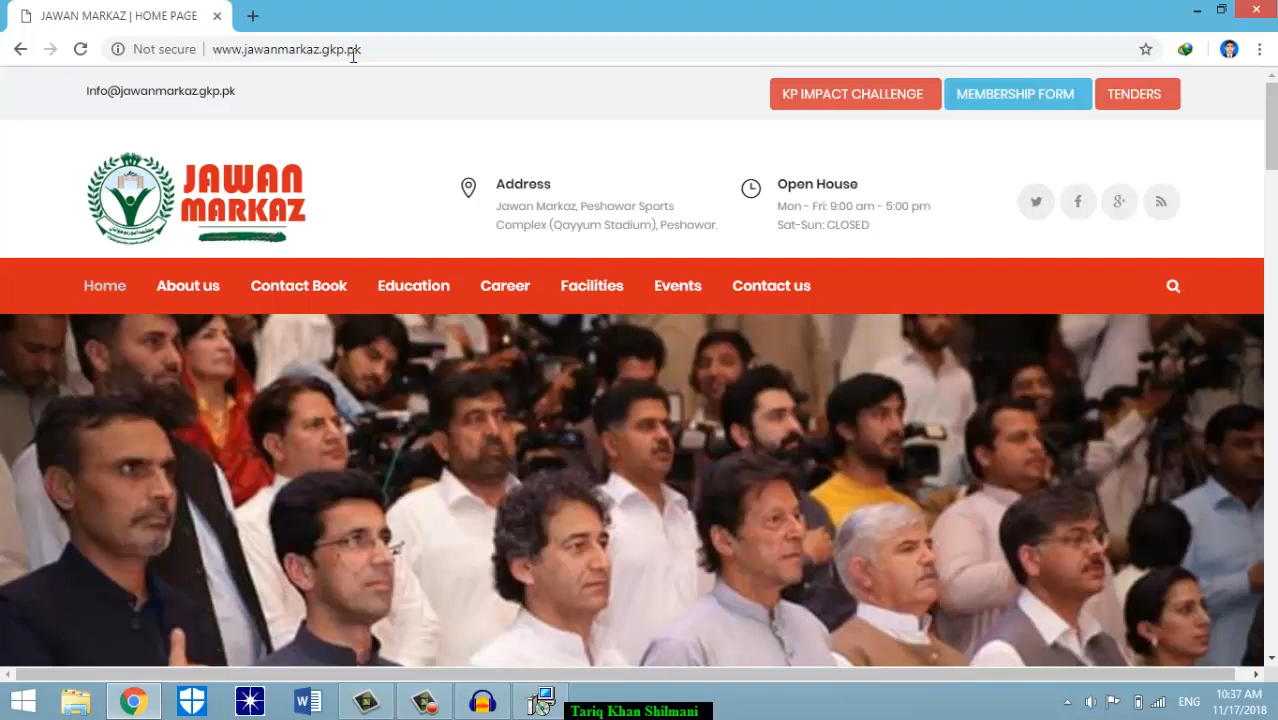 JAWAN MARKAZ | HOME PAGE
Not secure | www.jawanmarkaz.gkp.pk
Info@jawanmarkaz.gkp.pk
KP IMPACT CHALLENGE
MEMBERSHIP FORM
TENDERS
JAWAN
MARKAZ
Address
Jawan Markaz, Peshawar Sports
Complex (Qayyum Stadium), Peshawar.
Open House
Mon - Fri: 9:00 am - 5:00 pm
Sat-Sun: CLOSED
Home
About us
Contact Book
Education
Career
Facilities
Events
Contact us
Tariq Khan Shilmani
ENG
10:37 AM
11/17/2018